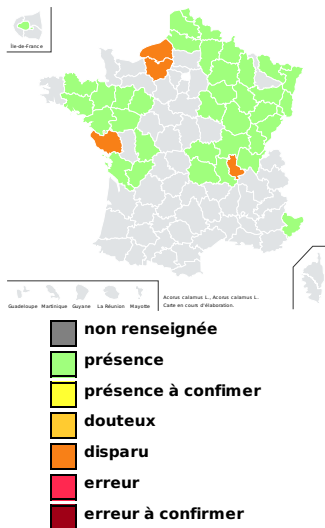 Île-de-France
Guadeloupe Martinique Guyane La Réunion Mayotte
Acorus calamus L., Acorus calamus L.
Carte en cours d'élaboration.
non renseignée
présence
présence à confimer
douteux
disparu
erreur
erreur à confirmer